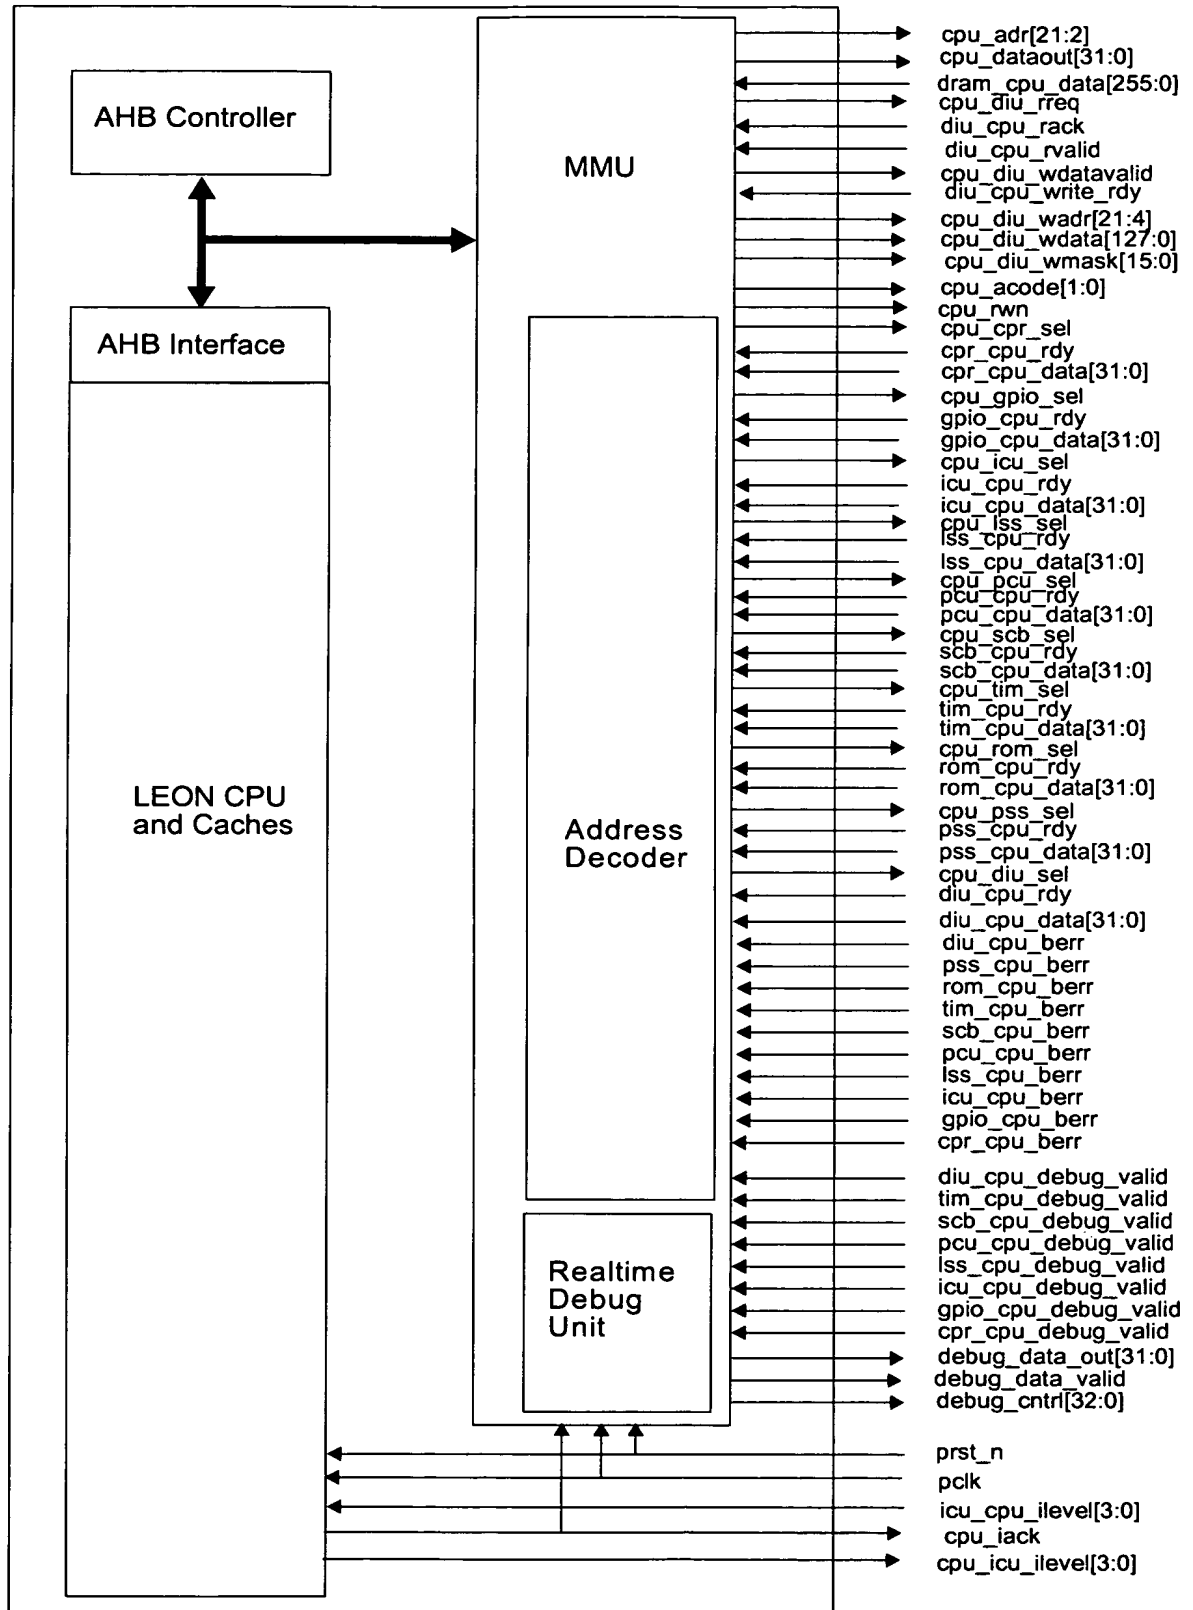 AHB Controller
AHB Interface
LEON CPU
and Caches
MMU
Address
Decoder
Realtime
Debug
Unit
cpu_adr[21:2]
cpu_dataout[31:0]
dram_cpu_data[255:0]
cpu_diu_rreq
diu_cpu_rack
diu_cpu_rvalid
cpu_diu_wdatavalid
diu_cpu_write_rdy
cpu_diu_wadr[21:4]
cpu_diu_wdata[127:0]
cpu_diu_wmask[15:0]
cpu_acode[1:0]
cpu_rwn
cpu_cpr_sel
cpr_cpu_rdy
cpr_cpu_data[31:0]
cpu_gpio_sel
gpio_cpu_rdy
gpio_cpu_data[31:0]
cpu_icu_sel
icu_cpu_rdy
icu_cpu_data[31:0]
cpu_lss_sel
lss_cpu_rdy
lss_cpu_data[31:0]
cpu_pcu_sel
pcu_cpu_rdy
pcu_cpu_data[31:0]
cpu_scb_sel
scb_cpu_rdy
scb_cpu_data[31:0]
cpu_tim_sel
tim_cpu_rdy
tim_cpu_data[31:0]
cpu_rom_sel
rom_cpu_rdy
rom_cpu_data[31:0]
cpu_pss_sel
pss_cpu_rdy
pss_cpu_data[31:0]
cpu_diu_sel
diu_cpu_rdy
diu_cpu_data[31:0]
diu_cpu_berr
pss_cpu_berr
rom_cpu_berr
tim_cpu_berr
scb_cpu_berr
pcu_cpu_berr
lss_cpu_berr
icu_cpu_berr
gpio_cpu_berr
cpr_cpu_berr
diu_cpu_debug_valid
tim_cpu_debug_valid
scb_cpu_debug_valid
pcu_cpu_debug_valid
lss_cpu_debug_valid
icu_cpu_debug_valid
gpio_cpu_debug_valid
cpr_cpu_debug_valid
debug_data_out[31:0]
debug_data_valid
debug_cntrl[32:0]
prst_n
pclk
icu_cpu_ilevel[3:0]
cpu_iack
cpu_icu_ilevel[3:0]